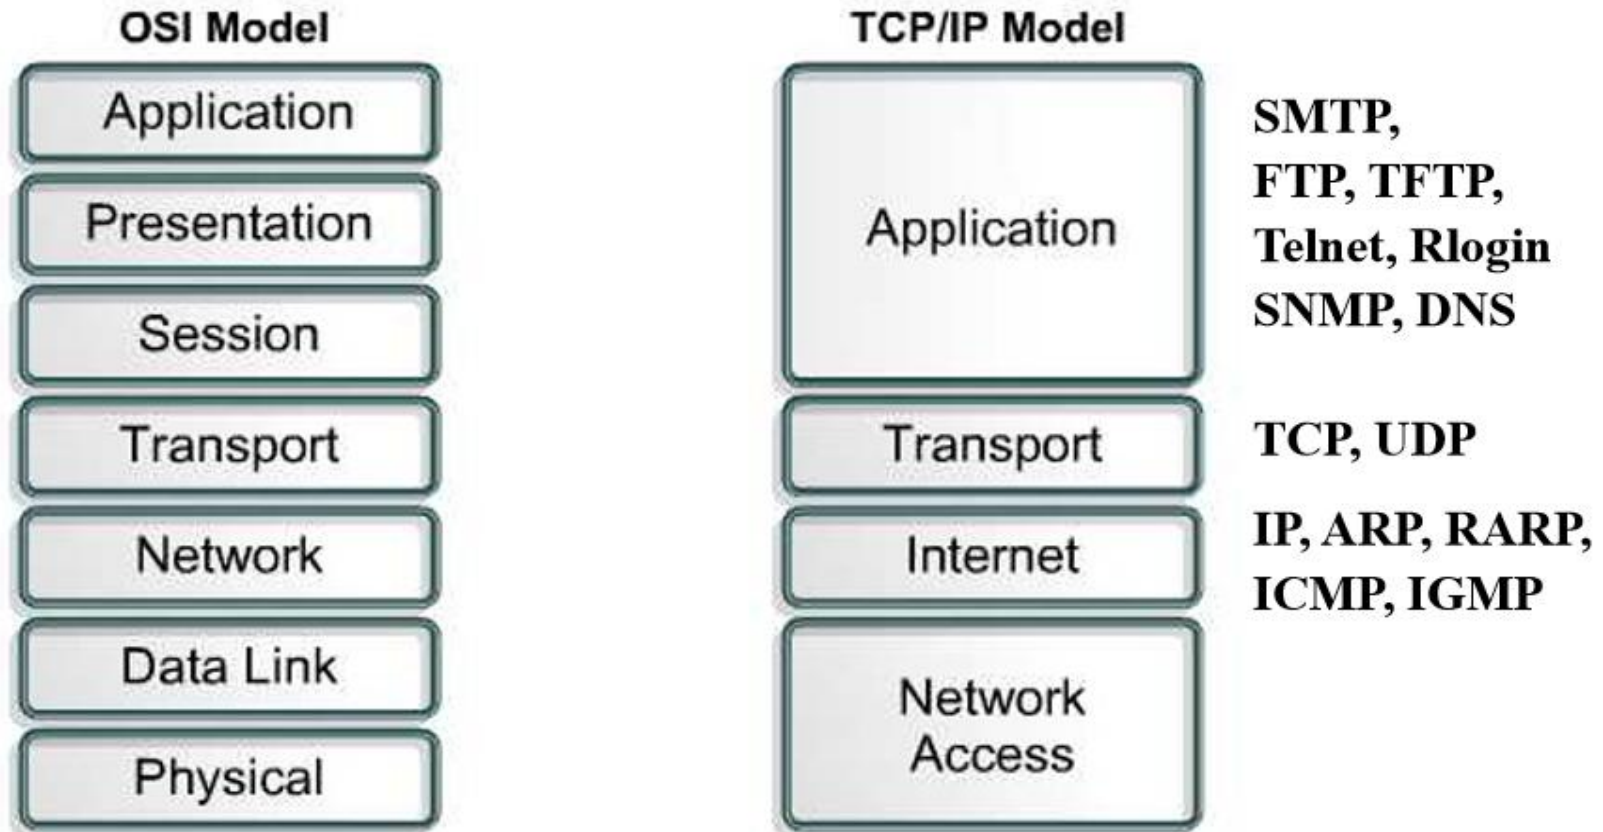 OSI Model
Application
Presentation
Session
Transport
Network
Data Link
Physical
TCP/IP Model
Application
Transport
Internet
Network
Access
SMTP,
FTP, TFTP,
Telnet, Rlogin
SNMP, DNS
TCP, UDP
IP, ARP, RARP,
ICMP, IGMP